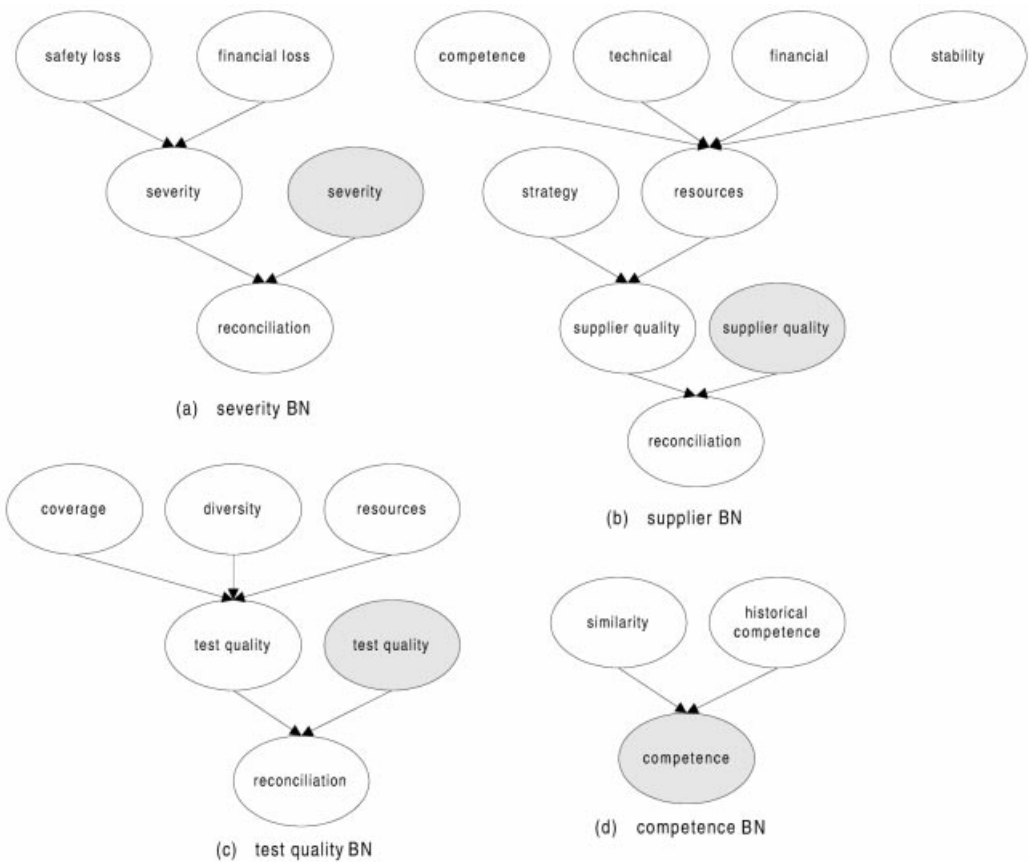 safety loss
financial loss
severity
severity
reconciliation
(a) severity BN
competence
technical
financial
stability
strategy
resources
supplier quality
supplier quality
reconciliation
(b) supplier BN
coverage
diversity
resources
test quality
test quality
reconciliation
(c) test quality BN
similarity
historical
competence
competence
(d) competence BN